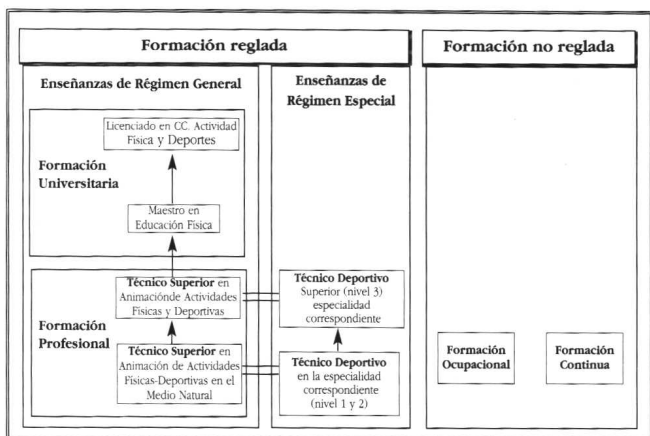 Formación reglada
Enseñanzas de Régimen General
Licenciado en CC. Actividad
Física y Deportes
Formación
Universitaria
Maestro en
Educación Física
Técnico Superior en
Animaciónde Actividades
Físicas y Deportivas
Formación
Profesional
Técnico Superior en
Animación de Actividades
Físicas-Deportivas en el
Medio Natural
Enseñanzas de
Régimen Especial
Técnico Deportivo
Superior (nivel 3)
especialidad
correspondiente
Técnico Deportivo
en la especialidad
correspondiente
(nivel 1 y 2)
Formación no reglada
Formación
Ocupacional
Formación
Continua